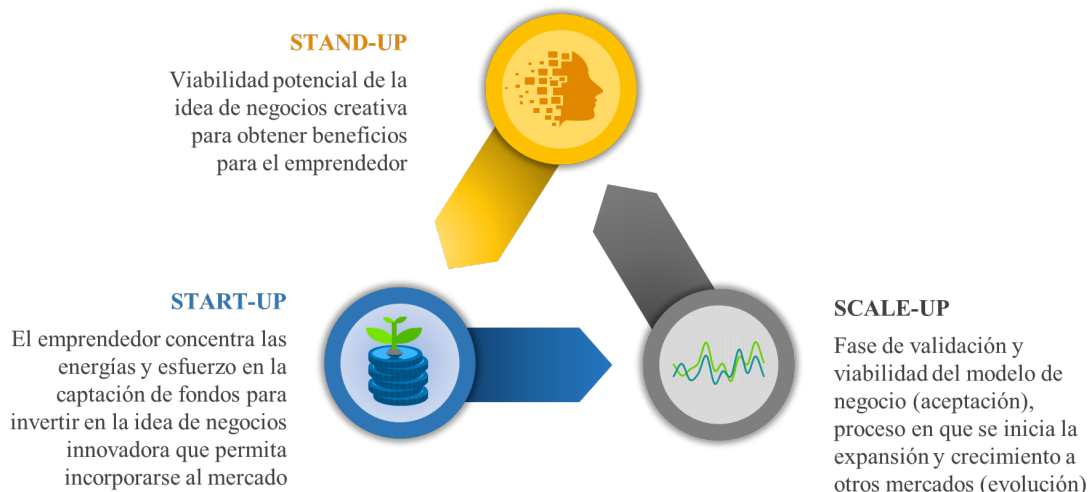 STAND-UP
Viabilidad potencial de la
idea de negocios creativa
para obtener beneficios
para el emprendedor
START-UP
El emprendedor concentra las
energías y esfuerzo en la
captación de fondos para
invertir en la idea de negocios
innovadora que permita
incorporarse al mercado
SCALE-UP
Fase de validación y
viabilidad del modelo de
negocio (aceptación),
proceso en que se inicia la
expansión y crecimiento a
otros mercados (evolución)